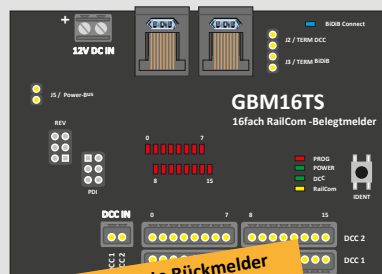 +
BiDiB
BiDiB
BiDiB Connect
12V DC IN
J2 / TERM DCC
J3 / TERM BiDiB
J5 / Power-Bus
GBM16TS
16fach RailCom -Belegtmelder
REV
0 7
8 15
PROG
POWER
DCC
RailCom
IDENT
PDI
DCC IN
0 7 8 15
DCC 2
DCC 1
DCC 1
DCC 2
Rückmelder